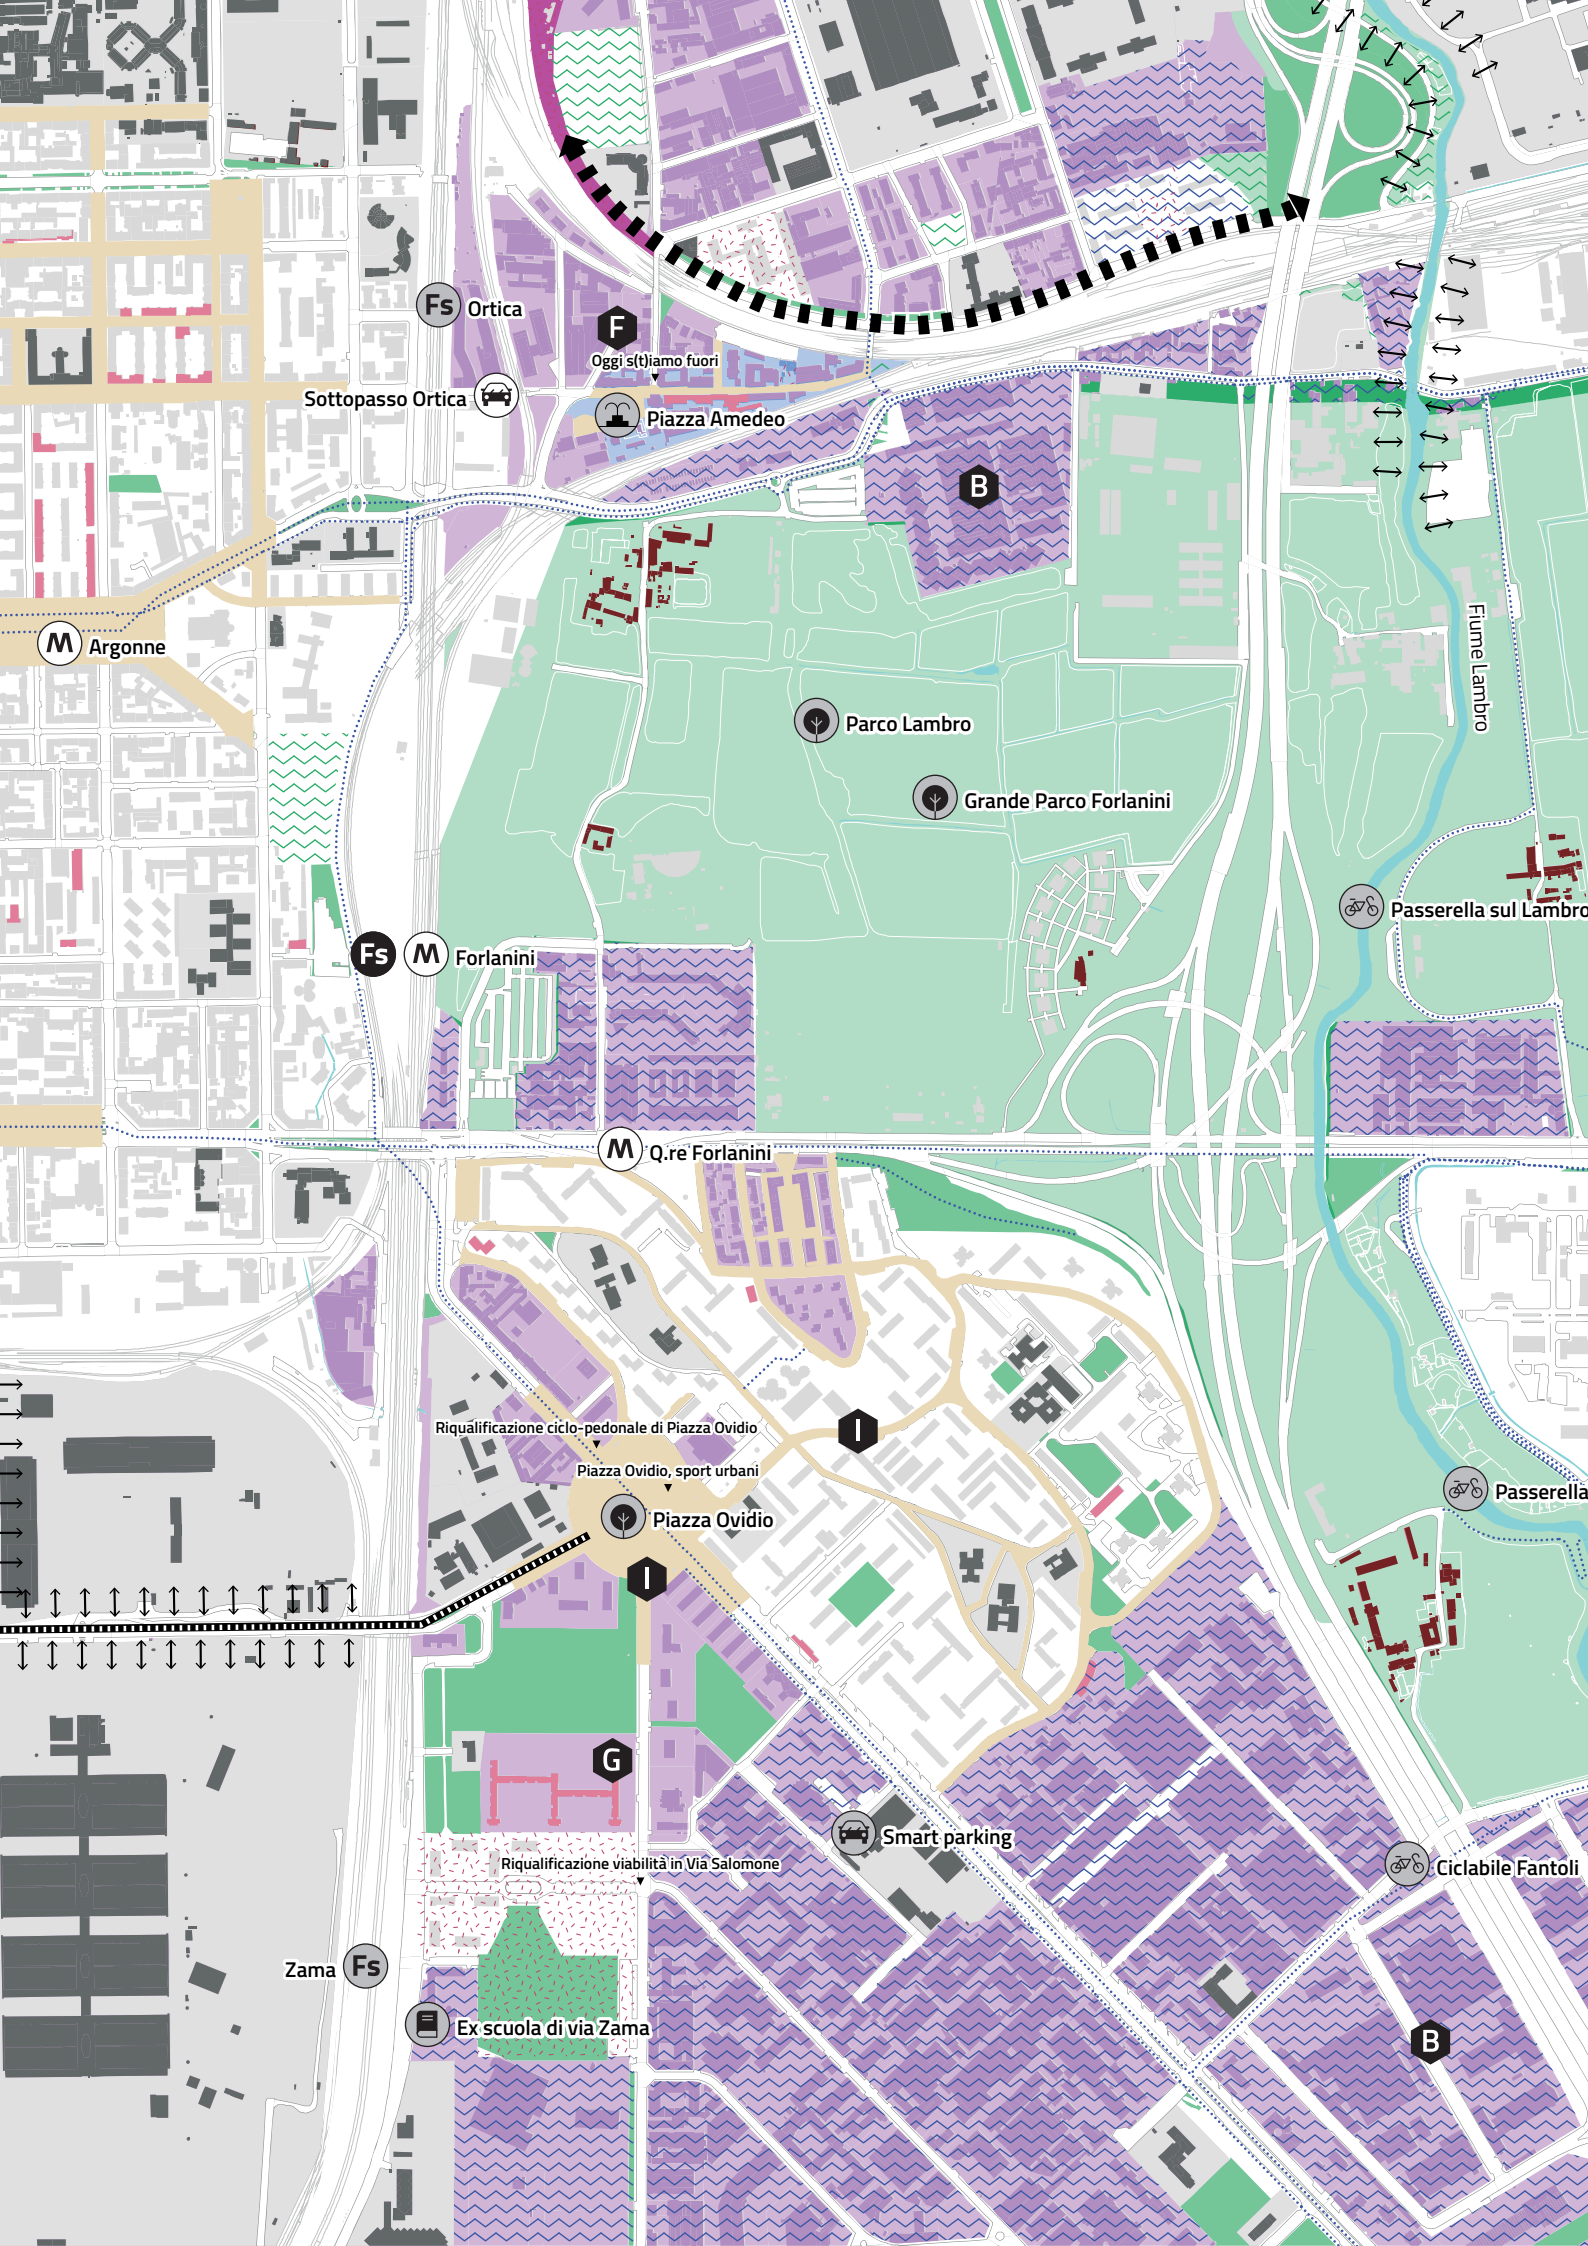 Fs
Ortica
F
Oggi s(t)iamo fuori
Sottopasso Ortica
Piazza Amedeo
B
M
Argonne
Fiume Lambro
Parco Lambro
Grande Parco Forlanini
Passerella sul Lambro
Fs
M
Forlanini
M
Q.re Forlanini
Riqualificazione ciclo-pedonale di Piazza Ovidio
I
Piazza Ovidio, sport urbani
Passerella
Piazza Ovidio
I
G
Smart parking
Riqualificazione viabilità in Via Salomone
Ciclabile Fantoli
Zama
Fs
Ex scuola di via Zama
B